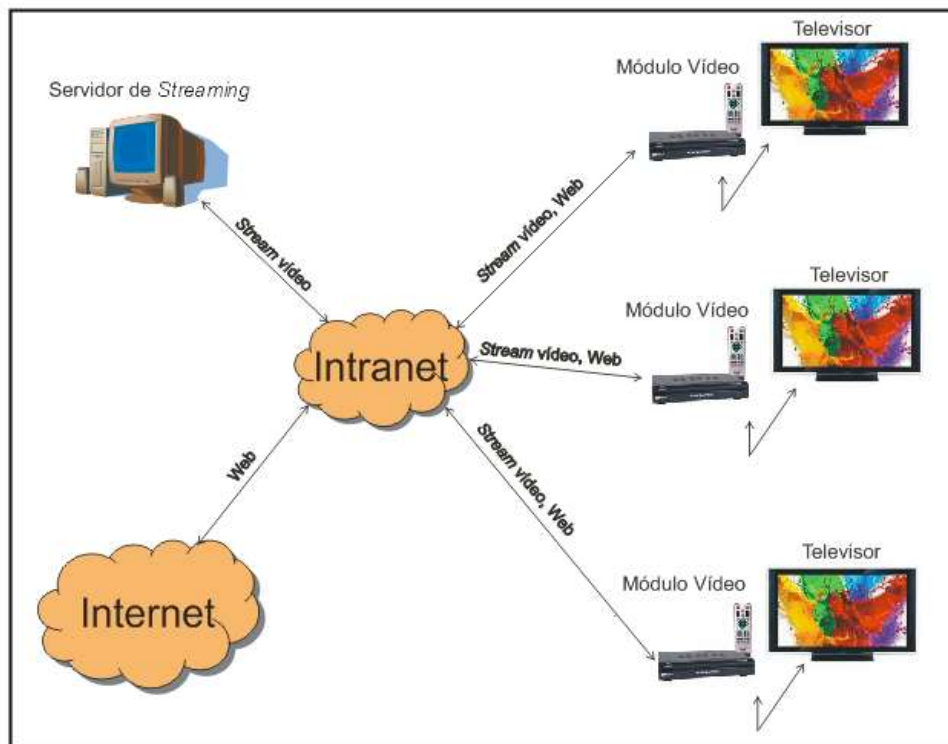 Televisor
Módulo Vídeo
Servidor de Streaming
Stream vídeo, Web
Stream vídeo
Televisor
Módulo Vídeo
Intranet
Stream vídeo, Web
Web
Stream vídeo, Web
Televisor
Módulo Vídeo
Internet